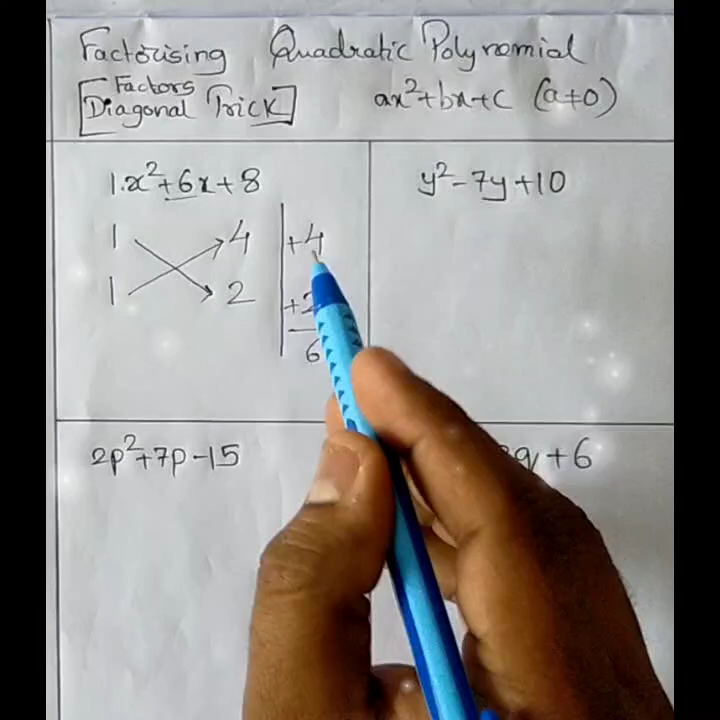 Factorising Quadratic Polynomial
[Factors Diagonal Trick] ax²+bx+c (a≠0)
1.x²+6x+8
1 4 +4
1 2 +2
6
y²-7y+10
2p²+7p-15
+6